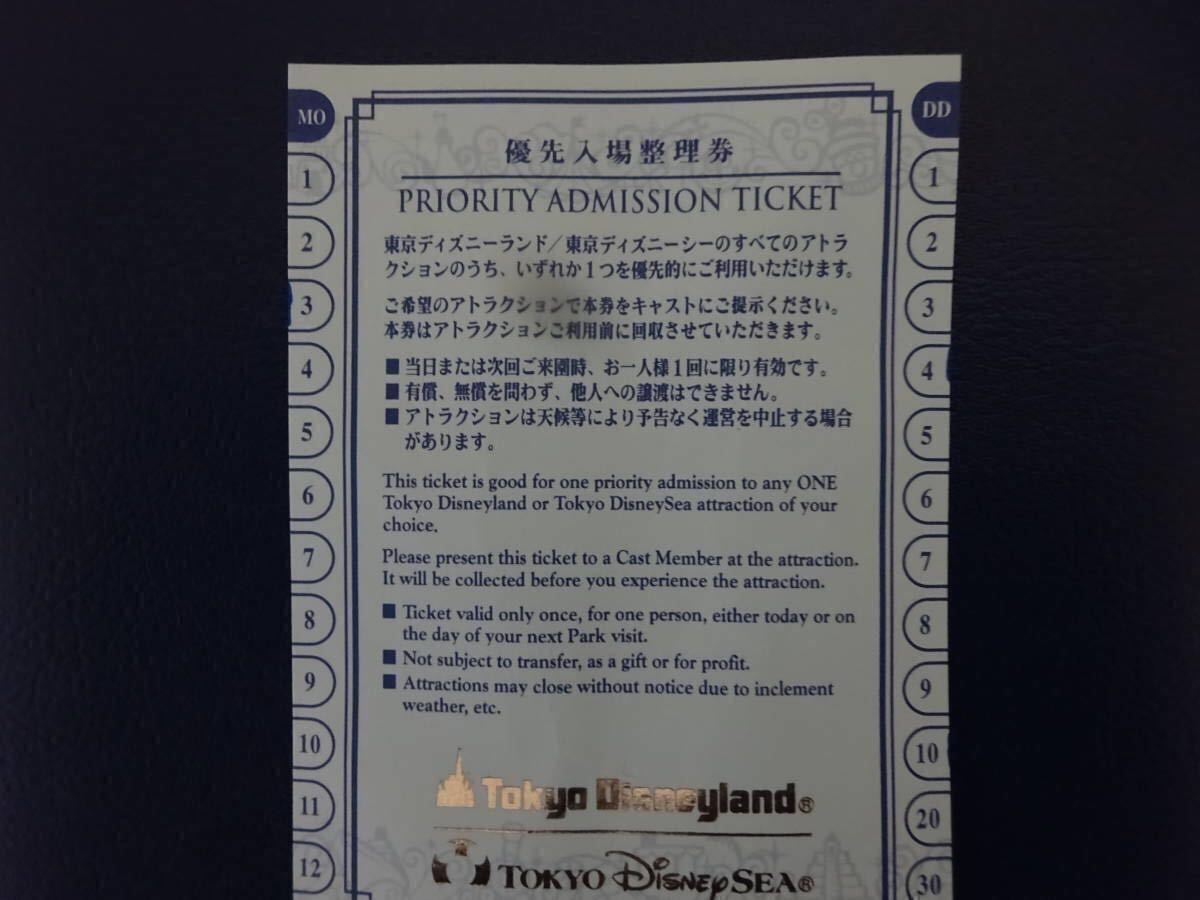 MO
DD
優先入場整理券
PRIORITY ADMISSION TICKET
東京ディズニーランド／東京ディズニーシーのすべてのアトラ
クションのうち、いずれか1つを優先的にご利用いただけます。
ご希望のアトラクションで本券をキャストにご提示ください。
本券はアトラクションご利用前に回収させていただきます。
■ 当日または次回ご来園時、お一人様1回に限り有効です。
■ 有償、無償を問わず、他人への譲渡はできません。
■ アトラクションは天候等により予告なく運営を中止する場合
があります。
This ticket is good for one priority admission to any ONE
Tokyo Disneyland or Tokyo DisneySea attraction of your
choice.
Please present this ticket to a Cast Member at the attraction.
It will be collected before you experience the attraction.
■ Ticket valid only once, for one person, either today or on
the day of your next Park visit.
■ Not subject to transfer, as a gift or for profit.
■ Attractions may close without notice due to inclement
weather, etc.
Tokyo Disneyland®
TOKYO DISNEYSEA®
1
2
3
4
5
6
7
8
9
10
11
12
1
2
3
4
5
6
7
8
9
10
20
30